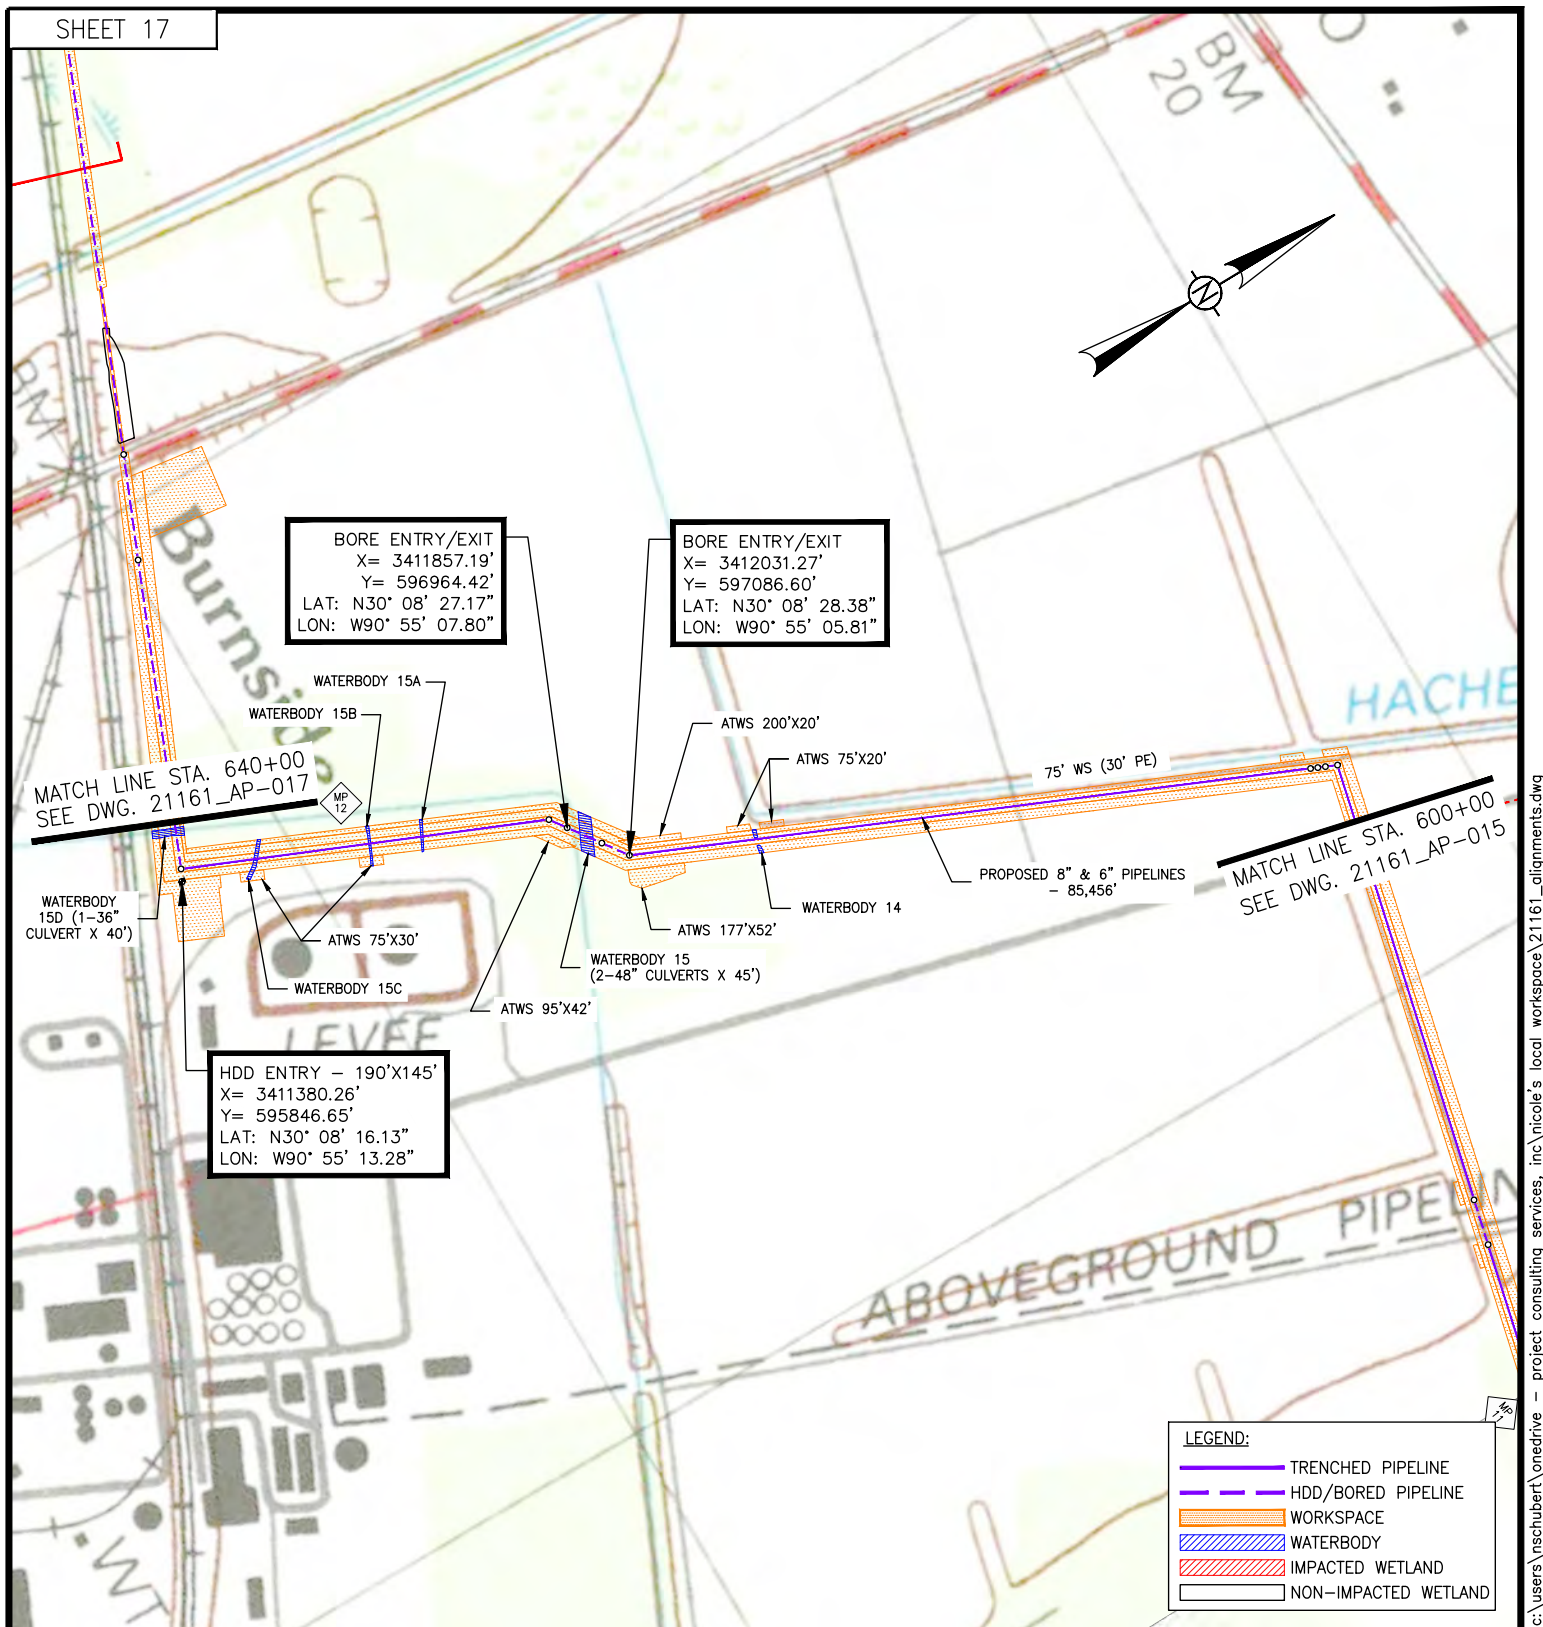 SHEET 17
BM
20
N
BM
Burnside
BORE ENTRY/EXIT
X= 3411857.19'
Y= 596964.42'
LAT: N30° 08' 27.17"
LON: W90° 55' 07.80"
BORE ENTRY/EXIT
X= 3412031.27'
Y= 597086.60'
LAT: N30° 08' 28.38"
LON: W90° 55' 05.81"
WATERBODY 15A
WATERBODY 15B
ATWS 200'X20'
ATWS 75'X20'
75' WS (30' PE)
HACHE
MATCH LINE STA. 640+00
SEE DWG. 21161_AP-017
MP
12
MATCH LINE STA. 600+00
SEE DWG. 21161_AP-015
WATERBODY
15D (1-36"
CULVERT X 40')
ATWS 75'X30'
WATERBODY 15C
ATWS 95'X42'
WATERBODY 15
(2-48" CULVERTS X 45')
ATWS 177'X52'
WATERBODY 14
PROPOSED 8" & 6" PIPELINES
- 85,456'
LEVEE
HDD ENTRY - 190'X145'
X= 3411380.26'
Y= 595846.65'
LAT: N30° 08' 16.13"
LON: W90° 55' 13.28"
ABOVEGROUND PIPELIN
WT
MP
11
LEGEND:
TRENCHED PIPELINE
HDD/BORED PIPELINE
WORKSPACE
WATERBODY
IMPACTED WETLAND
NON-IMPACTED WETLAND
c:\users\nschubert\onedrive - project consulting services, inc\nicole's local workspace\21161_alignments.dwg